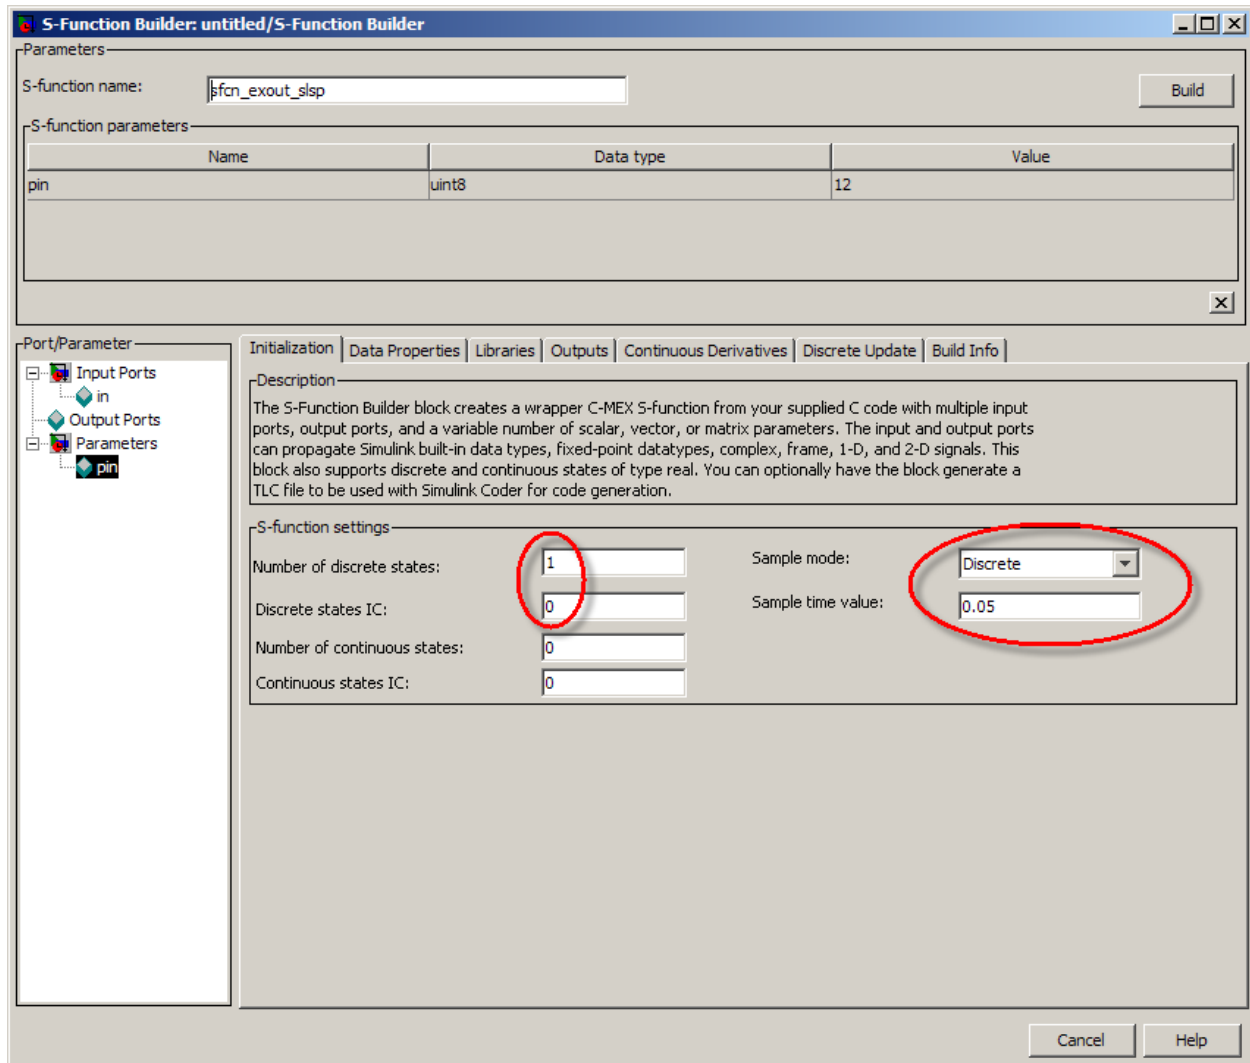 S-Function Builder: untitled/S-Function Builder
Parameters
S-function name: sfcn_exout_slsp Build
S-function parameters
Name Data type Value
pin uint8 12
Port/Parameter
Input Ports
in
Output Ports
Parameters
pin
Initialization Data Properties Libraries Outputs Continuous Derivatives Discrete Update Build Info
Description
The S-Function Builder block creates a wrapper C-MEX S-function from your supplied C code with multiple input
ports, output ports, and a variable number of scalar, vector, or matrix parameters. The input and output ports
can propagate Simulink built-in data types, fixed-point datatypes, complex, frame, 1-D, and 2-D signals. This
block also supports discrete and continuous states of type real. You can optionally have the block generate a
TLC file to be used with Simulink Coder for code generation.
S-function settings
Number of discrete states: 1 Sample mode: Discrete
Discrete states IC: 0 Sample time value: 0.05
Number of continuous states: 0
Continuous states IC: 0
Cancel Help